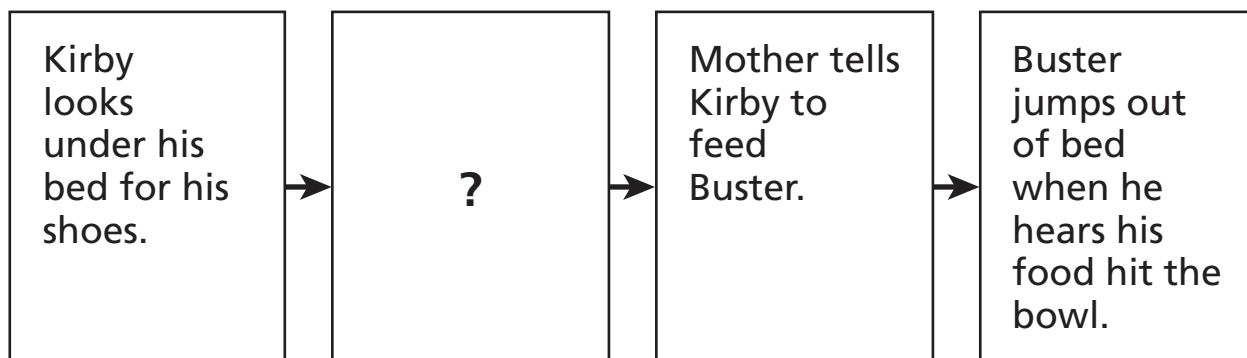 Kirby
looks
under his
bed for his
shoes.
?
Mother tells
Kirby to
feed
Buster.
Buster
jumps out
of bed
when he
hears his
food hit the
bowl.